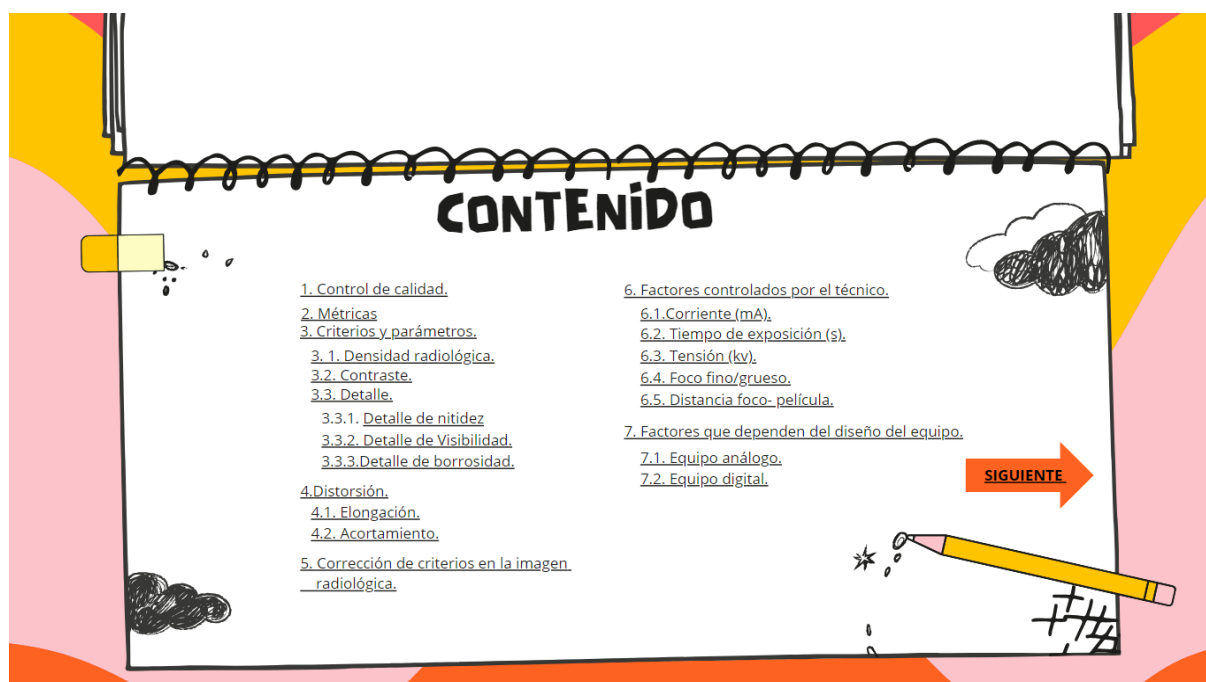 CONTENIDO
1. Control de calidad.
2. Métricas
3. Criterios y parámetros.
3. 1. Densidad radiológica.
3.2. Contraste.
3.3. Detalle.
3.3.1. Detalle de nitidez
3.3.2. Detalle de Visibilidad.
3.3.3.Detalle de borrosidad.
4.Distorsión.
4.1. Elongación.
4.2. Acortamiento.
5. Corrección de criterios en la imagen
radiológica.
6. Factores controlados por el técnico.
6.1.Corriente (mA).
6.2. Tiempo de exposición (s).
6.3. Tensión (kv).
6.4. Foco fino/grueso.
6.5. Distancia foco- película.
7. Factores que dependen del diseño del equipo.
7.1. Equipo análogo.
7.2. Equipo digital.
SIGUIENTE